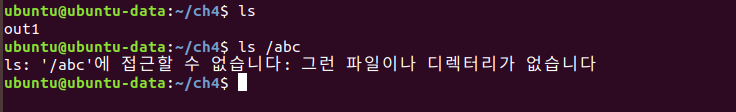 ubuntu@ubuntu-data:~/ch4$ ls
out1
ubuntu@ubuntu-data:~/ch4$ ls /abc
ls: '/abc'에 접근할 수 없습니다: 그런 파일이나 디렉터리가 없습니다
ubuntu@ubuntu-data:~/ch4$